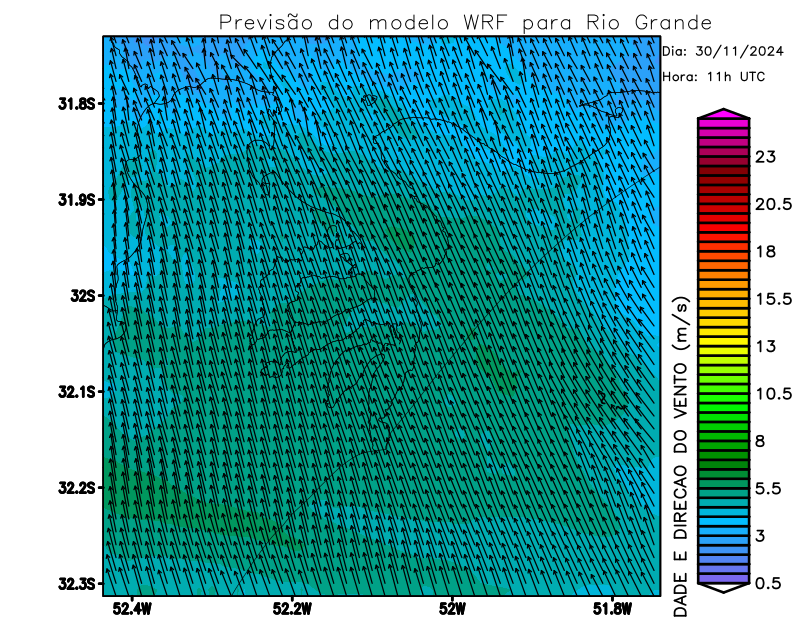 Previsão do modelo WRF para Rio Grande
Dia: 30/11/2024
Hora: 11h UTC
31.8S
31.9S
32S
32.1S
32.2S
32.3S
52.4W
52.2W
52W
51.8W
23
20.5
18
15.5
13
10.5
8
5.5
3
0.5
DADE E DIRECAO DO VENTO (m/s)